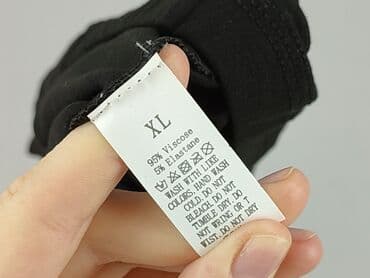 XL
95% Viscose
5% Elastane
WASH WITH LIKE
COLORS, HAND WASH
COLD. DO NOT
BLEACH. DO NOT
TUMBLE DRY. DO
NOT WRING OR T
WIST. DO NOT DRY